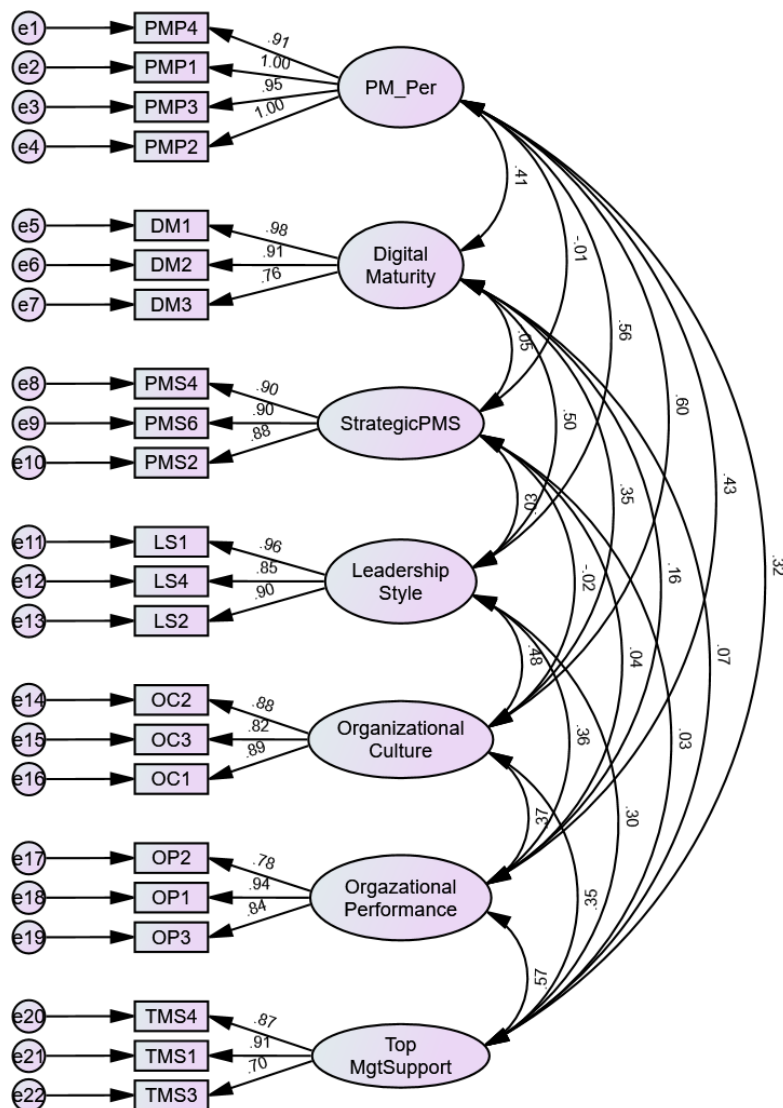 e1 PMP4 .91
e2 PMP1 1.00
e3 PMP3 .95
e4 PMP2 1.00
PM_Per
.41
e5 DM1 .98
e6 DM2 .91
e7 DM3 .76
Digital
Maturity
-.01
.05
.56
e8 PMS4 .90
e9 PMS6 .90
e10 PMS2 .88
StrategicPMS
.60
.50
.43
.35
.03
e11 LS1 .96
e12 LS4 .85
e13 LS2 .90
Leadership
Style
.32
-.02
.16
.07
.48
.04
e14 OC2 .88
e15 OC3 .82
e16 OC1 .89
Organizational
Culture
.36
.03
.30
.37
e17 OP2 .78
e18 OP1 .94
e19 OP3 .84
Orgazational
Performance
.35
.57
e20 TMS4 .87
e21 TMS1 .91
e22 TMS3 .70
Top
MgtSupport